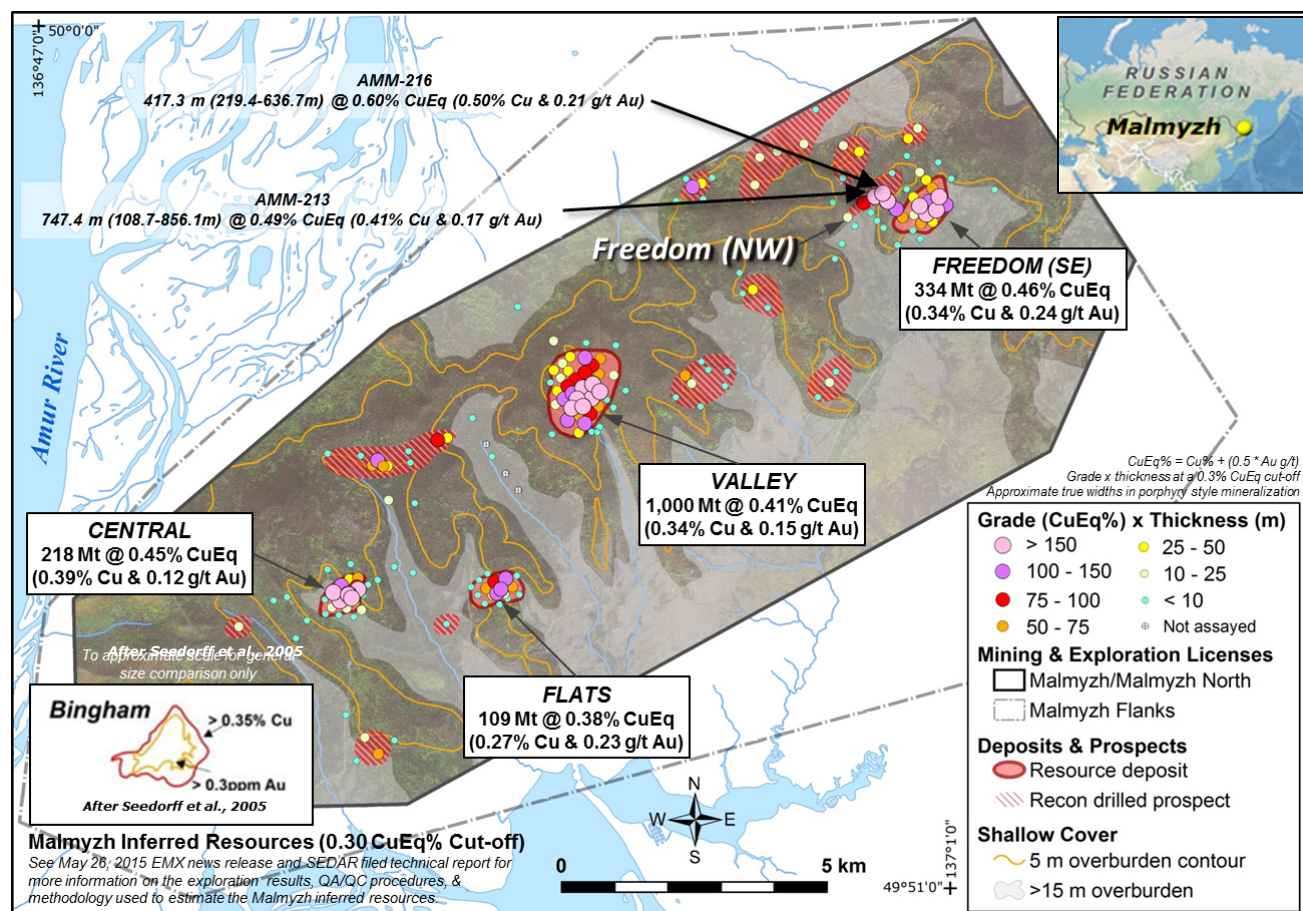 50°0'0"
136°47'0"
AMM-216
417.3 m (219.4-636.7m) @ 0.60% CuEq (0.50% Cu & 0.21 g/t Au)
AMM-213
747.4 m (108.7-856.1m) @ 0.49% CuEq (0.41% Cu & 0.17 g/t Au)
RUSSIAN
FEDERATION
Malmyzh
Freedom (NW)
FREEDOM (SE)
334 Mt @ 0.46% CuEq
(0.34% Cu & 0.24 g/t Au)
Amur River
VALLEY
1,000 Mt @ 0.41% CuEq
(0.34% Cu & 0.15 g/t Au)
CENTRAL
218 Mt @ 0.45% CuEq
(0.39% Cu & 0.12 g/t Au)
FLATS
109 Mt @ 0.38% CuEq
(0.27% Cu & 0.23 g/t Au)
CuEq% = Cu% + (0.5 * Au g/t)
Grade x thickness at a 0.3% CuEq cut-off
Approximate true widths in porphyry style mineralization
Grade (CuEq%) x Thickness (m)
> 150
25 - 50
100 - 150
10 - 25
75 - 100
< 10
50 - 75
Not assayed
Mining & Exploration Licenses
Malmyzh/Malmyzh North
Malmyzh Flanks
Deposits & Prospects
Resource deposit
Recon drilled prospect
Shallow Cover
5 m overburden contour
>15 m overburden
After Seedorff et al., 2005
To approximate scale for general
size comparison only
Bingham
> 0.35% Cu
> 0.3ppm Au
After Seedorff et al., 2005
Malmyzh Inferred Resources (0.30 CuEq% Cut-off)
See May 26, 2015 EMX news release and SEDAR filed technical report for
more information on the exploration results, QA/QC procedures, &
methodology used to estimate the Malmyzh inferred resources.
N
W
E
S
0
5 km
49°51'0"
137°1'0"